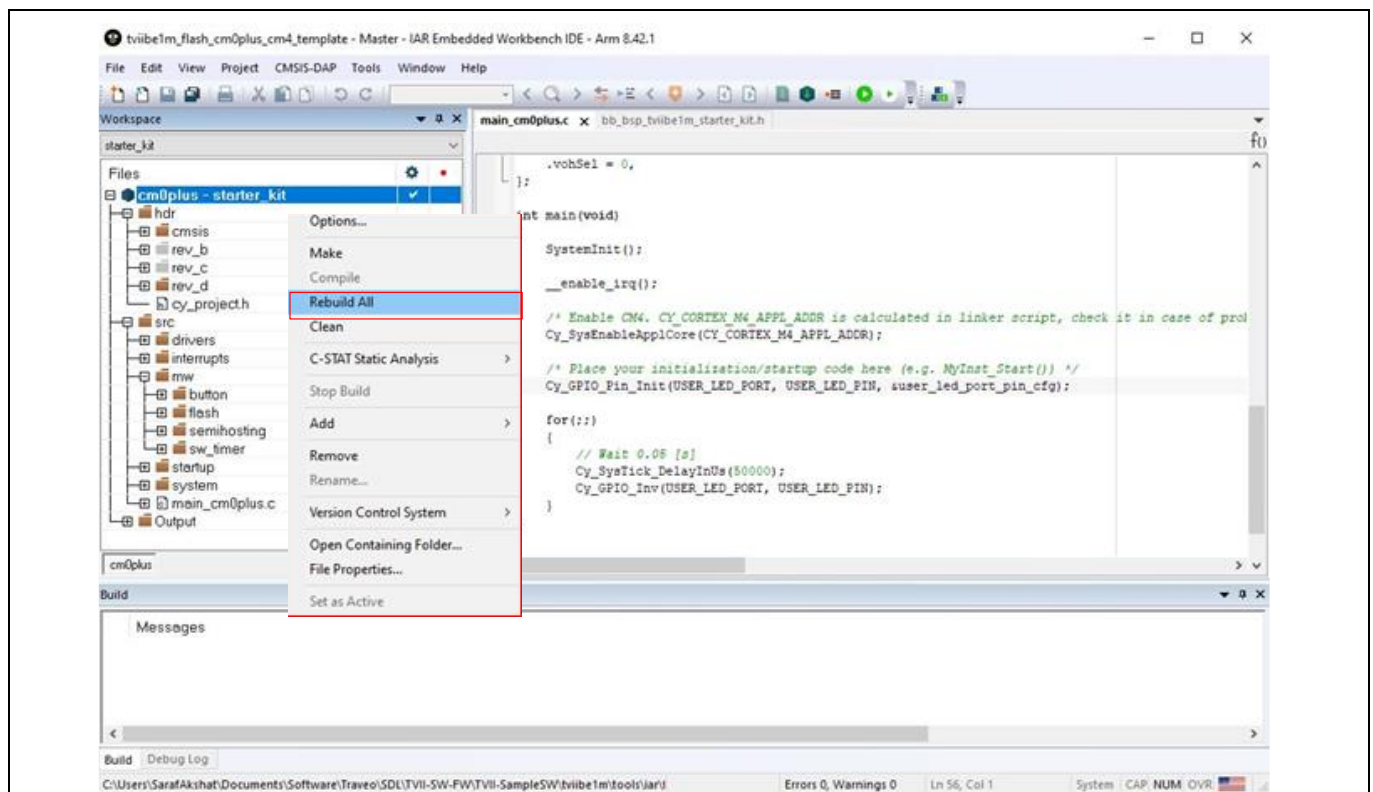 tviibe1m_flash_cm0plus_cm4_template - Master - IAR Embedded Workbench IDE - Arm 8.42.1
File Edit View Project CMSIS-DAP Tools Window Help
Workspace
main_cm0plus.c x bb_bsp_tviibe1m_starter_kit.h
starter_kit
f()
Files
cm0plus - starter_kit
hdr
cmsis
rev_b
rev_c
rev_d
cy_project.h
src
drivers
interrupts
mw
button
flash
semihosting
sw_timer
startup
system
main_cm0plus.c
Output
cm0plus
Options...
Make
Compile
Rebuild All
Clean
C-STAT Static Analysis
Stop Build
Add
Remove
Rename...
Version Control System
Open Containing Folder...
File Properties...
Set as Active
.vohSel = 0,
};
int main(void)
SystemInit();
__enable_irq();
/* Enable CM4. CY_CORTEX_M4_APPL_ADDR is calculated in linker script, check it in case of prol
Cy_SysEnableApplCore(CY_CORTEX_M4_APPL_ADDR);
/* Place your initialization/startup code here (e.g. MyInst_Start()) */
Cy_GPIO_Pin_Init(USER_LED_PORT, USER_LED_PIN, &user_led_port_pin_cfg);
for(;;)
{
// Wait 0.05 [s]
Cy_SysTick_DelayInUs(50000);
Cy_GPIO_Inv(USER_LED_PORT, USER_LED_PIN);
}
Build
Messages
Build Debug Log
C:\Users\SarafAkshat\Documents\Software\Traveo\SDL\TVII-SW-FW\TVII-SampleSW\tviibe1m\tools\iar\ Errors 0, Warnings 0 Ln 56, Col 1 System CAP NUM OVR